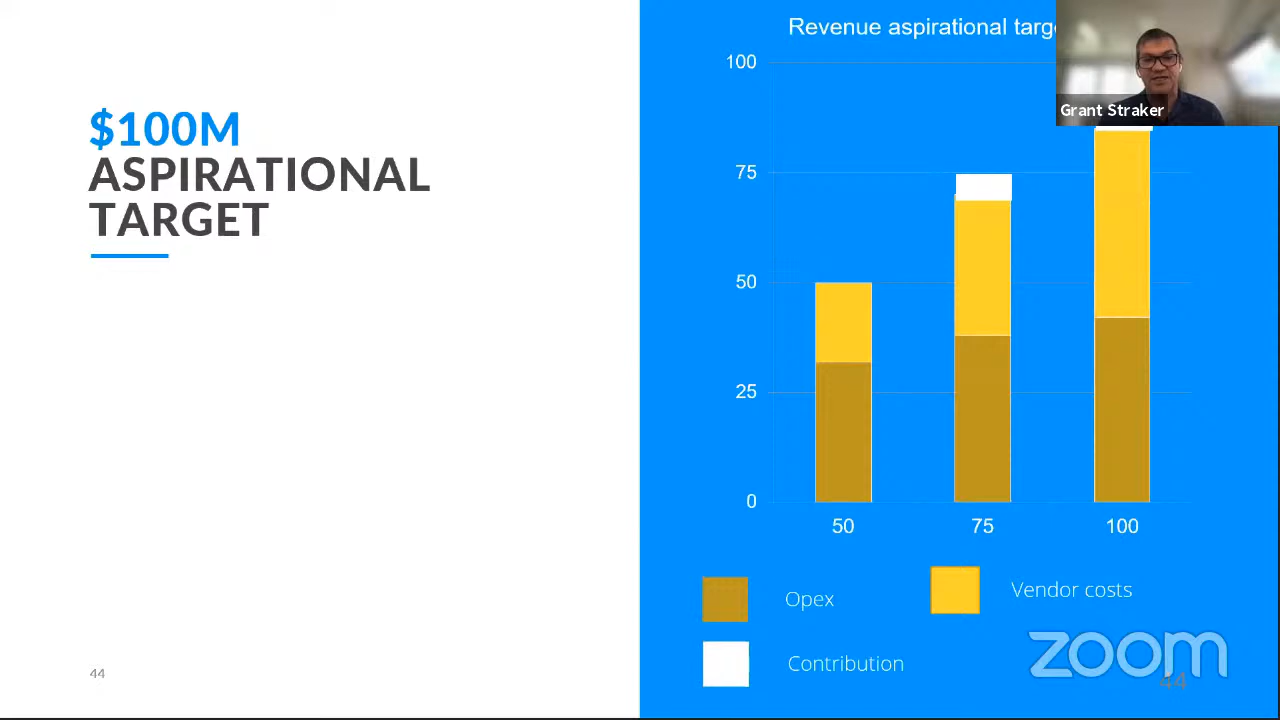 $100M
ASPIRATIONAL
TARGET
44
Revenue aspirational
100
75
50
25
0
50
75
100
Opex
Vendor costs
Contribution
Grant Straker
zoom
44